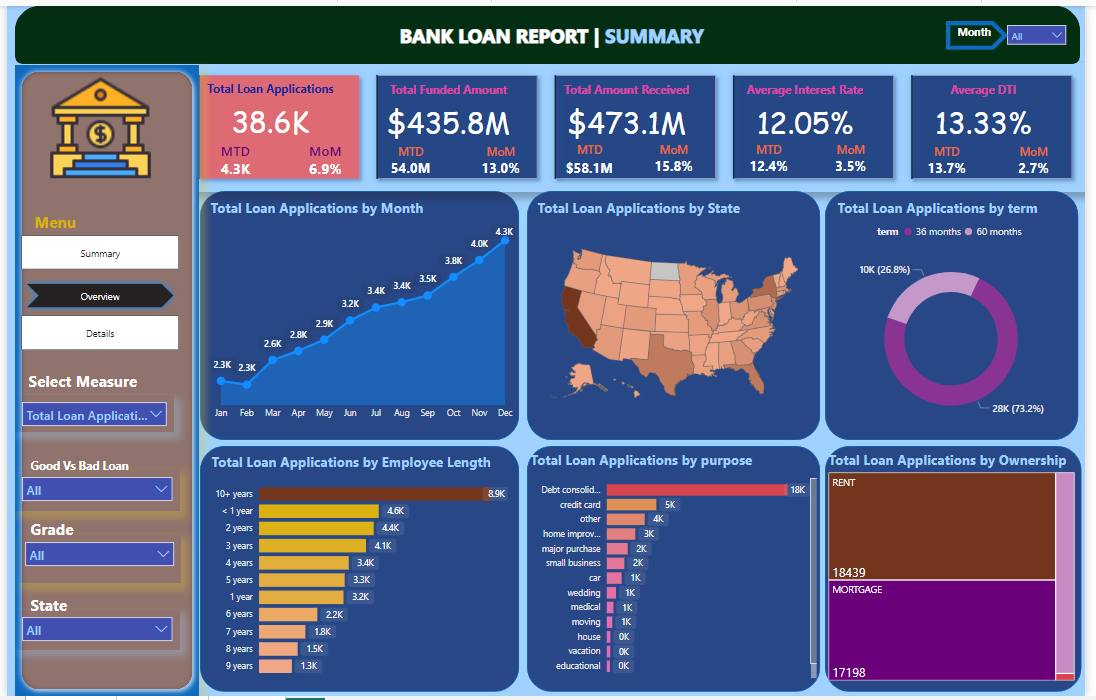 BANK LOAN REPORT | SUMMARY
Month
All
Menu
Summary
Overview
Details
Select Measure
Total Loan Applicati...
Good Vs Bad Loan
All
Grade
All
State
All
Total Loan Applications
38.6K
MTD MoM
4.3K 6.9%
Total Funded Amount
$435.8M
MTD MoM
54.0M 13.0%
Total Amount Received
$473.1M
MTD MoM
$58.1M 15.8%
Average Interest Rate
12.05%
MTD MoM
12.4% 3.5%
Average DTI
13.33%
MTD MoM
13.7% 2.7%
Total Loan Applications by Month
2.3K 2.3K 2.6K 2.8K 2.9K 3.2K 3.4K 3.4K 3.5K 3.8K 4.0K 4.3K
Jan Feb Mar Apr May Jun Jul Aug Sep Oct Nov Dec
Total Loan Applications by State
Total Loan Applications by term
term 36 months 60 months
10K (26.8%)
28K (73.2%)
Total Loan Applications by Employee Length
10+ years 8.9K
< 1 year 4.6K
2 years 4.4K
3 years 4.1K
4 years 3.4K
5 years 3.3K
1 year 3.2K
6 years 2.2K
7 years 1.8K
8 years 1.5K
9 years 1.3K
Total Loan Applications by purpose
Debt consolid... 18K
credit card 5K
other 4K
home improv... 3K
major purchase 2K
small business 2K
car 1K
wedding 1K
medical 1K
moving 1K
house 0K
vacation 0K
educational 0K
Total Loan Applications by Ownership
RENT
18439
MORTGAGE
17198
$